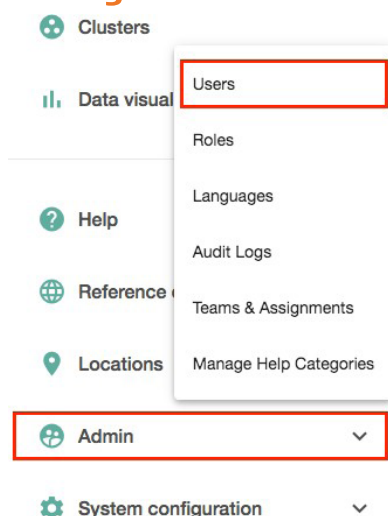 Clusters
Data visual
Users
Roles
Languages
Audit Logs
Teams & Assignments
Manage Help Categories
Help
Reference
Locations
Admin
System configuration